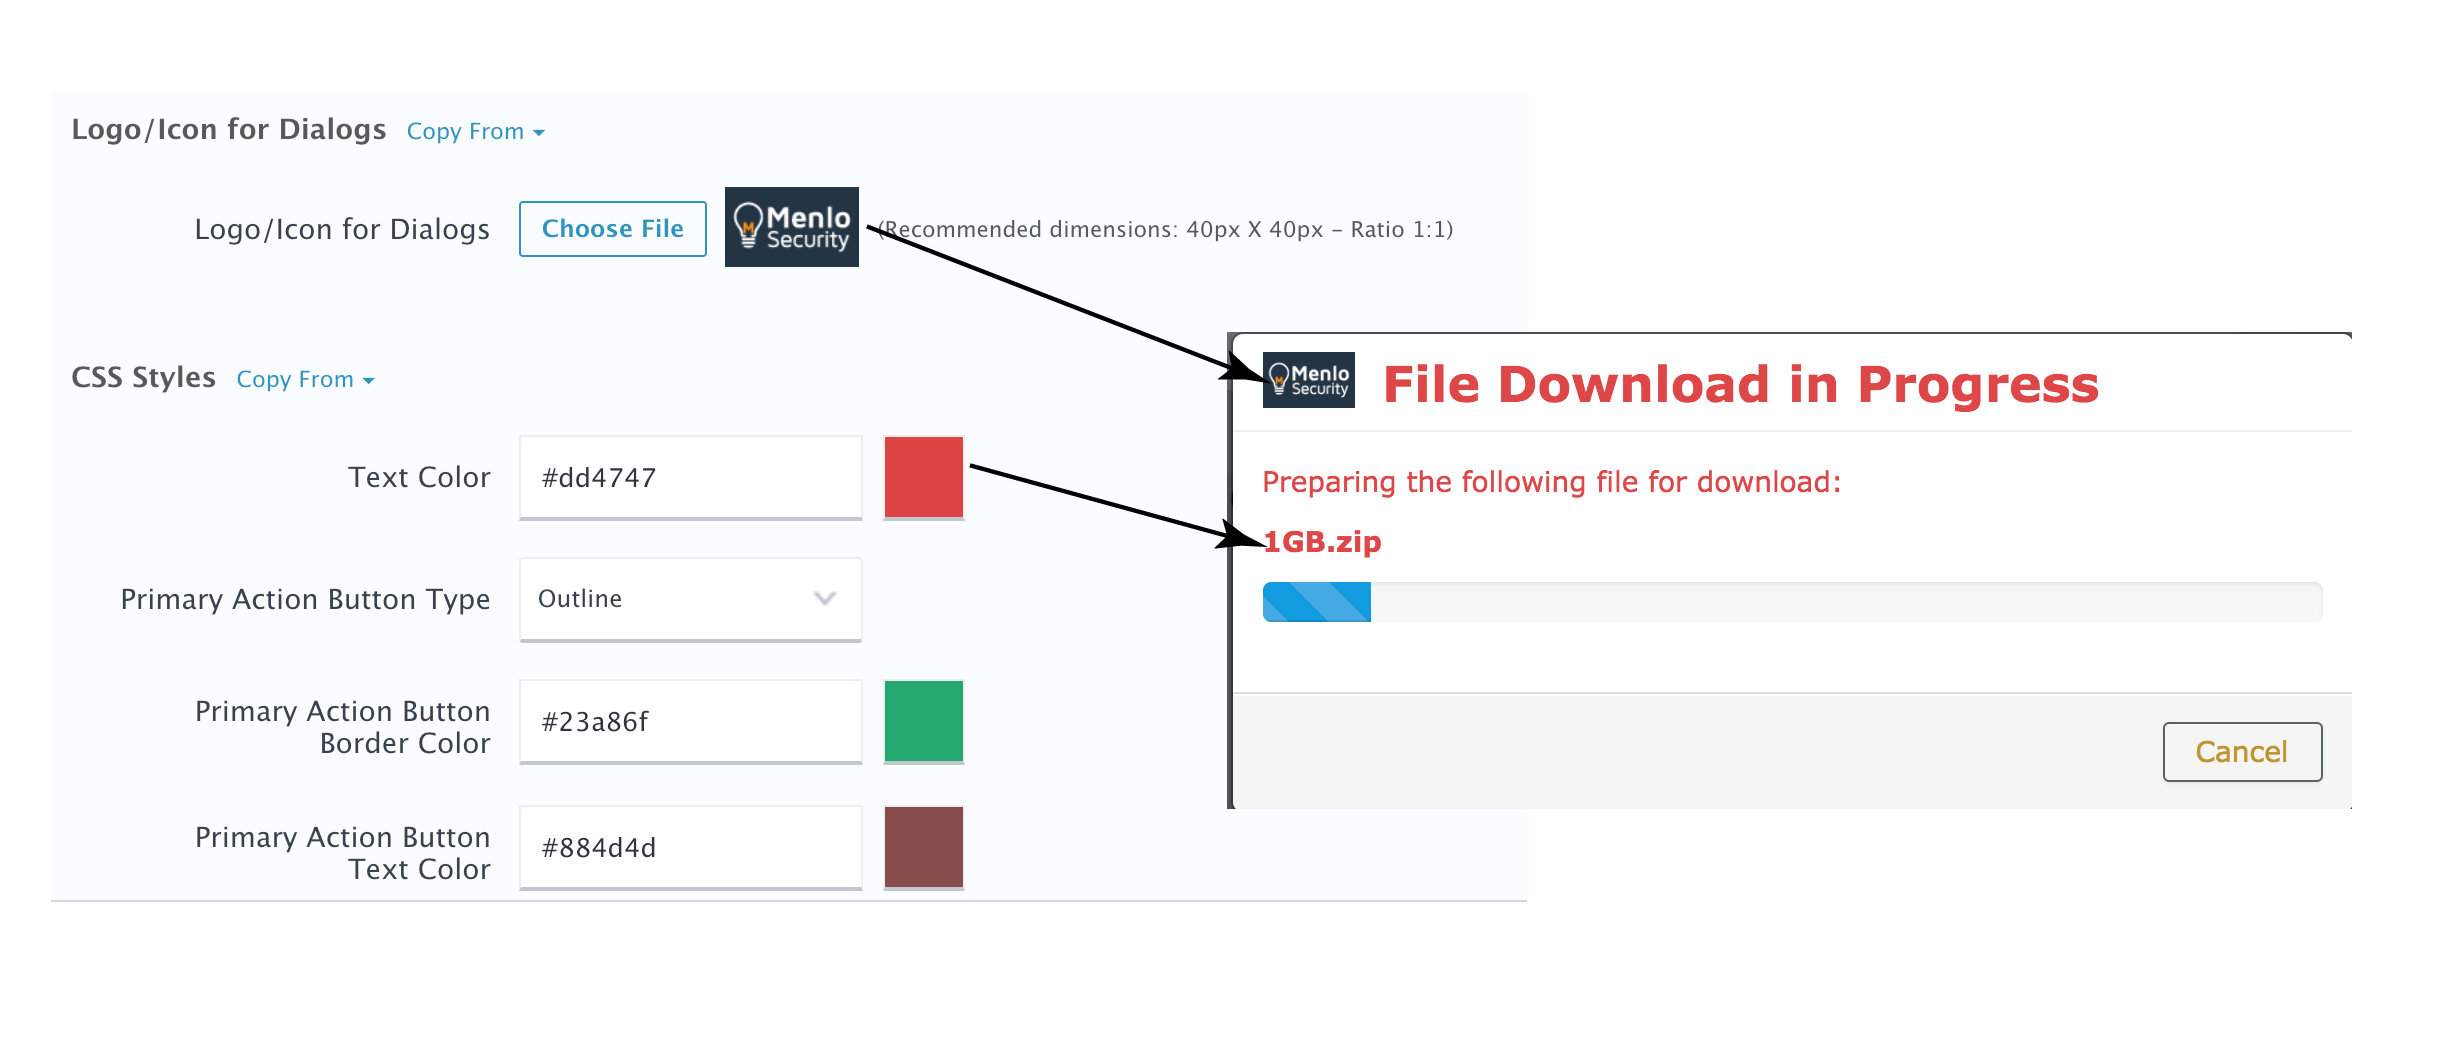 Logo/Icon for Dialogs Copy From
Logo/Icon for Dialogs Choose File Menlo Security (Recommended dimensions: 40px X 40px – Ratio 1:1)
CSS Styles Copy From
Text Color #dd4747
Primary Action Button Type Outline
Primary Action Button
Border Color #23a86f
Primary Action Button
Text Color #884d4d
Menlo Security File Download in Progress
Preparing the following file for download:
1GB.zip
Cancel